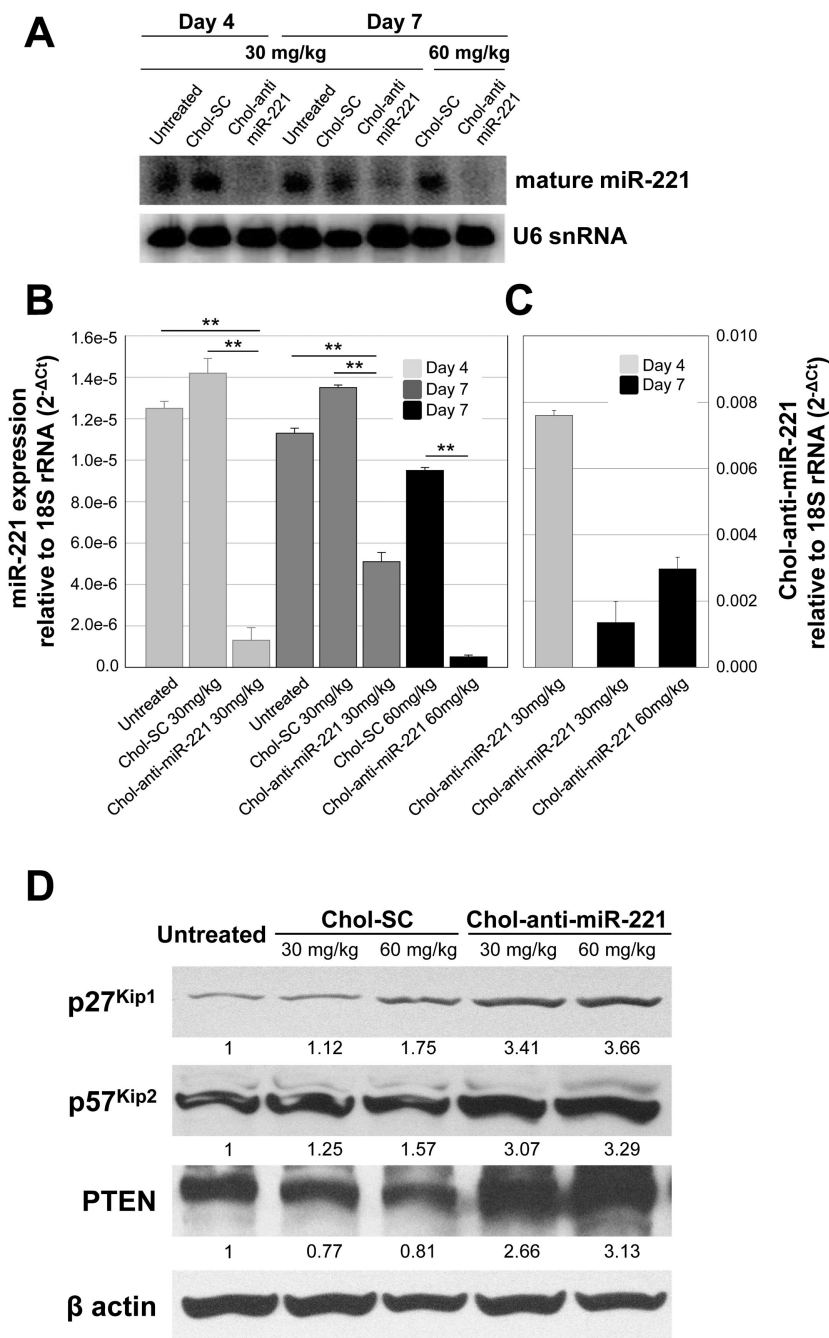 A
Day 4 Day 7
30 mg/kg 60 mg/kg
Untreated
Chol-SC
Chol-anti
miR-221
Untreated
Chol-SC
Chol-anti
miR-221
Chol-SC
Chol-anti
miR-221
mature miR-221
U6 snRNA
B
miR-221 expression
relative to 18S rRNA (2-ΔCt)
1.6e-5
1.4e-5
1.2e-5
1.0e-5
8.0e-6
6.0e-6
4.0e-6
2.0e-6
0.0
**
**
**
**
**
Day 4
Day 7
Day 7
Untreated
Chol-SC 30mg/kg
Chol-anti-miR-221 30mg/kg
Untreated
Chol-SC 30mg/kg
Chol-anti-miR-221 30mg/kg
Chol-SC 60mg/kg
Chol-anti-miR-221 60mg/kg
C
Day 4
Day 7
0.010
0.008
0.006
0.004
0.002
0.000
Chol-anti-miR-221
relative to 18S rRNA (2-ΔCt)
Chol-anti-miR-221 30mg/kg
Chol-anti-miR-221 30mg/kg
Chol-anti-miR-221 60mg/kg
D
Untreated Chol-SC Chol-anti-miR-221
30 mg/kg 60 mg/kg 30 mg/kg 60 mg/kg
p27Kip1
1 1.12 1.75 3.41 3.66
p57Kip2
1 1.25 1.57 3.07 3.29
PTEN
1 0.77 0.81 2.66 3.13
β actin